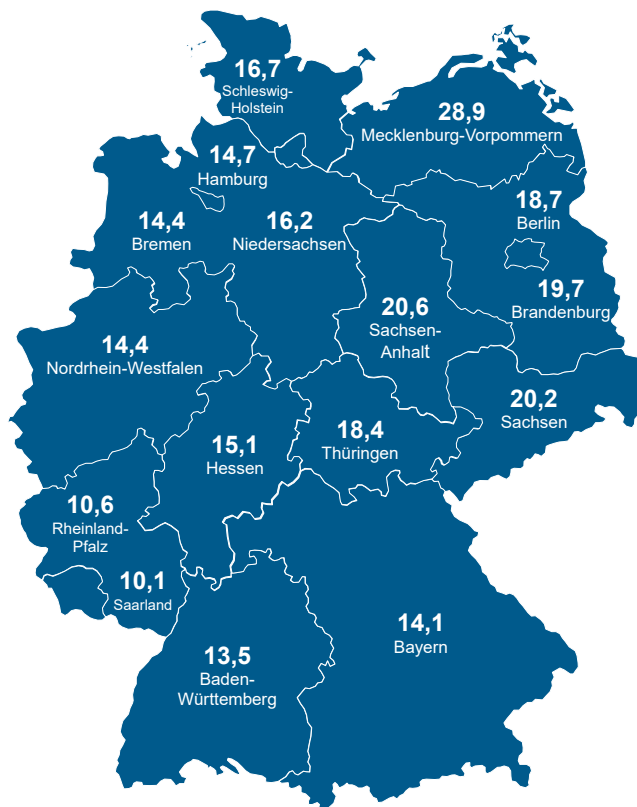 16,7
Schleswig-
Holstein
28,9
Mecklenburg-Vorpommern
14,7
Hamburg
18,7
Berlin
14,4
Bremen
16,2
Niedersachsen
19,7
Brandenburg
20,6
Sachsen-
Anhalt
14,4
Nordrhein-Westfalen
20,2
Sachsen
15,1
Hessen
18,4
Thüringen
10,6
Rheinland-
Pfalz
10,1
Saarland
14,1
Bayern
13,5
Baden-
Württemberg